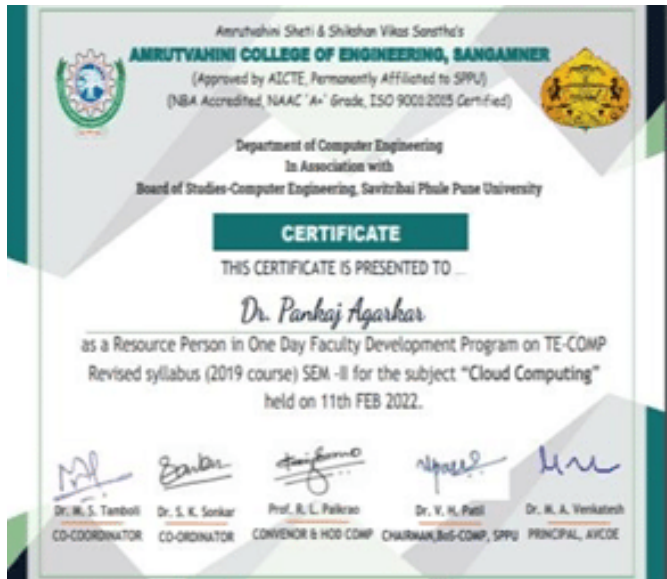 Amrutvahini Sheti & Shikshan Vikas Sanstha's
AMRUTVAHINI COLLEGE OF ENGINEERING, SANGAMNER
(Approved by AICTE, Permanently Affiliated to SPPU)
(NBA Accredited, NAAC 'A+' Grade, ISO 9001:2015 Certified)
Department of Computer Engineering
In Association with
Board of Studies-Computer Engineering, Savitribai Phule Pune University
CERTIFICATE
THIS CERTIFICATE IS PRESENTED TO ...
Dr. Pankaj Agarkar
as a Resource Person in One Day Faculty Development Program on TE-COMP
Revised syllabus (2019 course) SEM -II for the subject "Cloud Computing"
held on 11th FEB 2022.
Dr. M. S. Tamboli Dr. S. K. Sonkar Prof. R. L. Paikrao Dr. V. H. Patil Dr. M. A. Venkatesh
CO-COORDINATOR CO-ORDINATOR CONVENOR & HOD COMP CHAIRMAN,BoS-COMP, SPPU PRINCIPAL, AVCOE